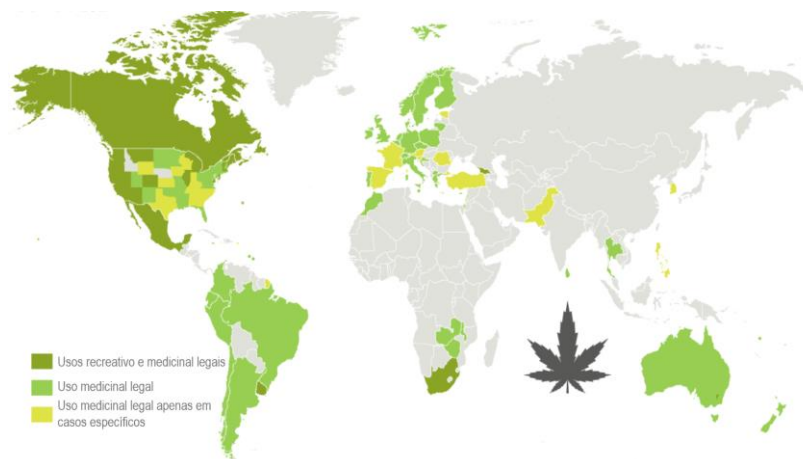 Usos recreativo e medicinal legais
Uso medicinal legal
Uso medicinal legal apenas em
casos específicos